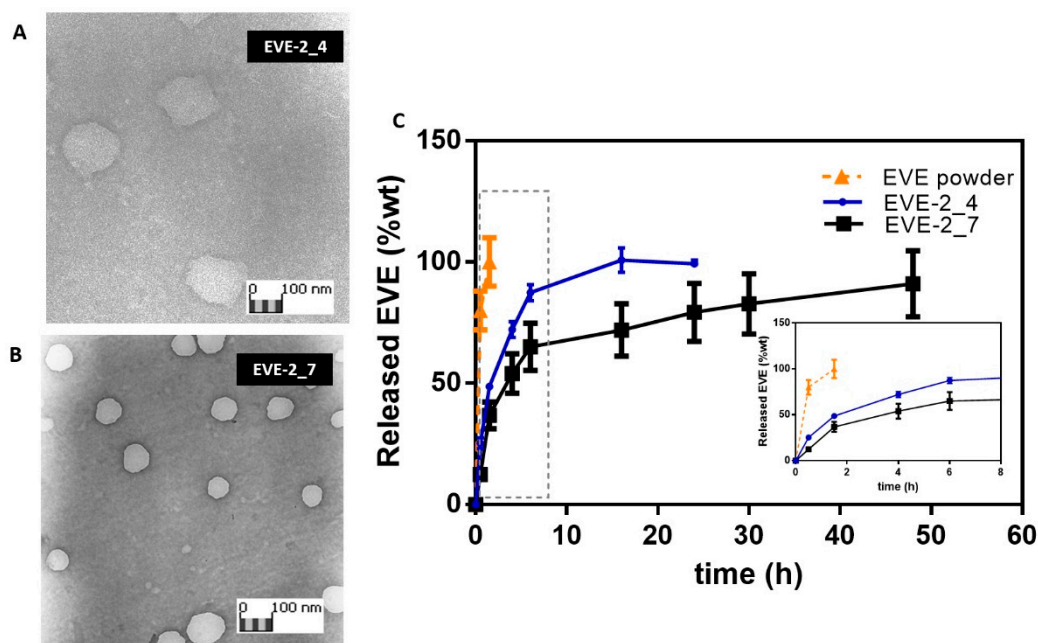 A
EVE-2_4
0 100 nm
B
EVE-2_7
0 100 nm
C
Released EVE (%wt)
150
100
50
0
0 10 20 30 40 50 60
time (h)
EVE powder
EVE-2_4
EVE-2_7
Released EVE (%wt)
150
100
50
0
0 2 4 6 8
time (h)